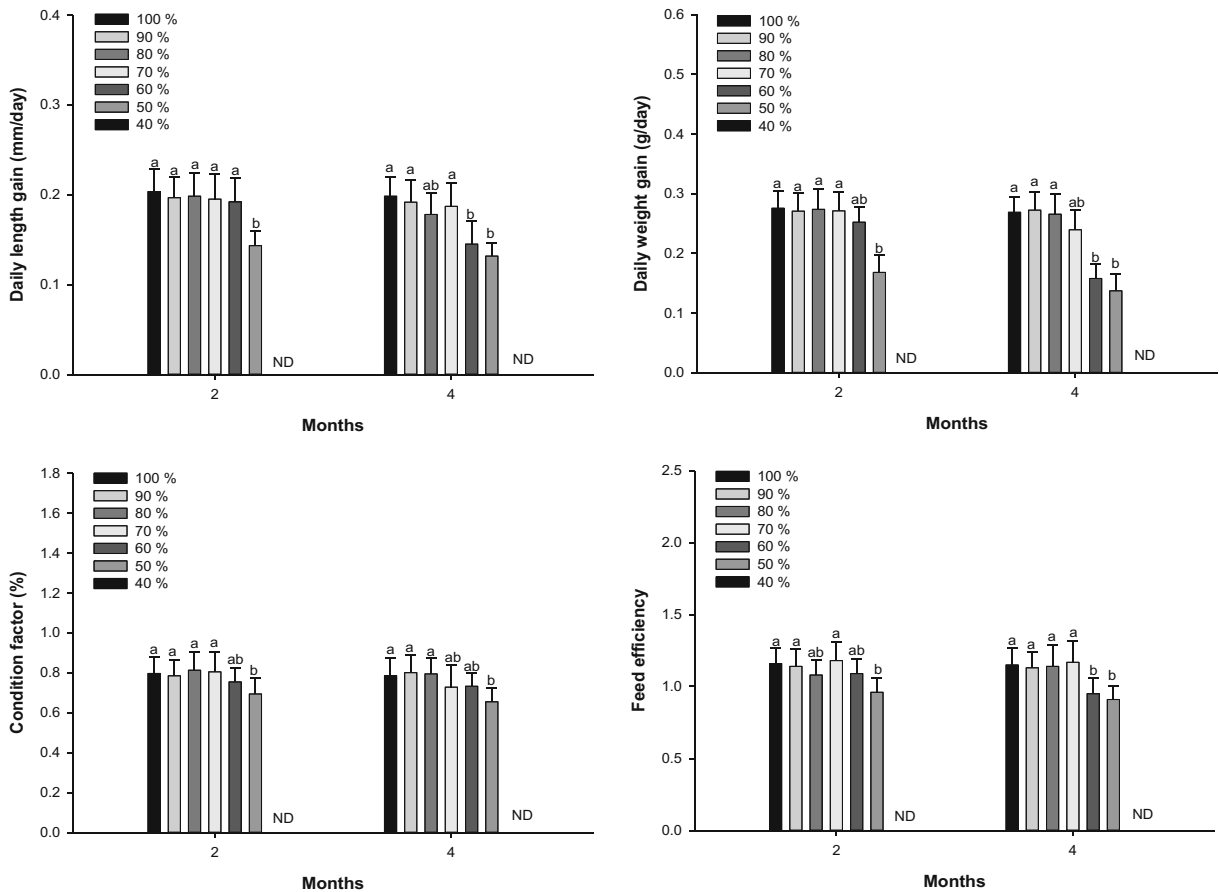 Daily length gain (mm/day)
0.4
0.3
0.2
0.1
0.0
100 %
90 %
80 %
70 %
60 %
50 %
40 %
a
a
a
a
a
b
ND
a
a
ab
a
b
b
ND
2
4
Months
Daily weight gain (g/day)
0.6
0.5
0.4
0.3
0.2
0.1
0.0
100 %
90 %
80 %
70 %
60 %
50 %
40 %
a
a
a
a
ab
b
ND
a
a
a
ab
b
b
ND
2
4
Months
Condition factor (%)
1.8
1.6
1.4
1.2
1.0
0.8
0.6
0.4
0.2
0.0
100 %
90 %
80 %
70 %
60 %
50 %
40 %
a
a
a
a
ab
b
ND
a
a
a
ab
ab
b
ND
2
4
Months
Feed efficiency
2.5
2.0
1.5
1.0
0.5
0.0
100 %
90 %
80 %
70 %
60 %
50 %
40 %
a
a
ab
a
ab
b
ND
a
a
a
a
b
b
ND
2
4
Months